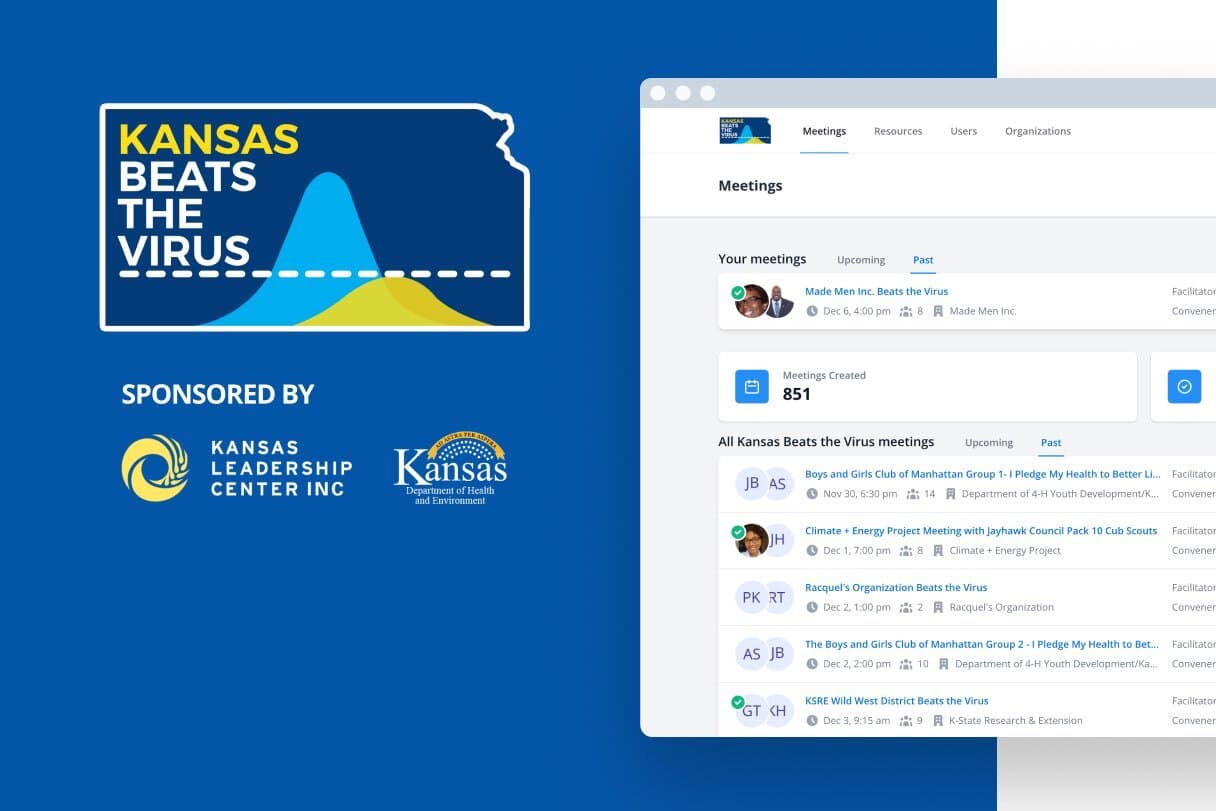 KANSAS
BEATS
THE
VIRUS
SPONSORED BY
KANSAS
LEADERSHIP
CENTER INC
AD ASTRA PER ASPERA
Kansas
Department of Health
and Environment
KANSAS
BEATS
THE
VIRUS
Meetings Resources Users Organizations
Meetings
Your meetings Upcoming Past
Made Men Inc. Beats the Virus Facilitator
Dec 6, 4:00 pm 8 Made Men Inc. Convener
Meetings Created
851
All Kansas Beats the Virus meetings Upcoming Past
JB AS Boys and Girls Club of Manhattan Group 1- I Pledge My Health to Better Li... Facilitator
Nov 30, 6:30 pm 14 Department of 4-H Youth Development/K... Convener
JH Climate + Energy Project Meeting with Jayhawk Council Pack 10 Cub Scouts Facilitator
Dec 1, 7:00 pm 8 Climate + Energy Project Convener
PK RT Racquel's Organization Beats the Virus Facilitator
Dec 2, 1:00 pm 2 Racquel's Organization Convener
AS JB The Boys and Girls Club of Manhattan Group 2 - I Pledge My Health to Bet... Facilitator
Dec 2, 2:00 pm 10 Department of 4-H Youth Development/Ka... Convener
GT KH KSRE Wild West District Beats the Virus Facilitator
Dec 3, 9:15 am 9 K-State Research & Extension Convener